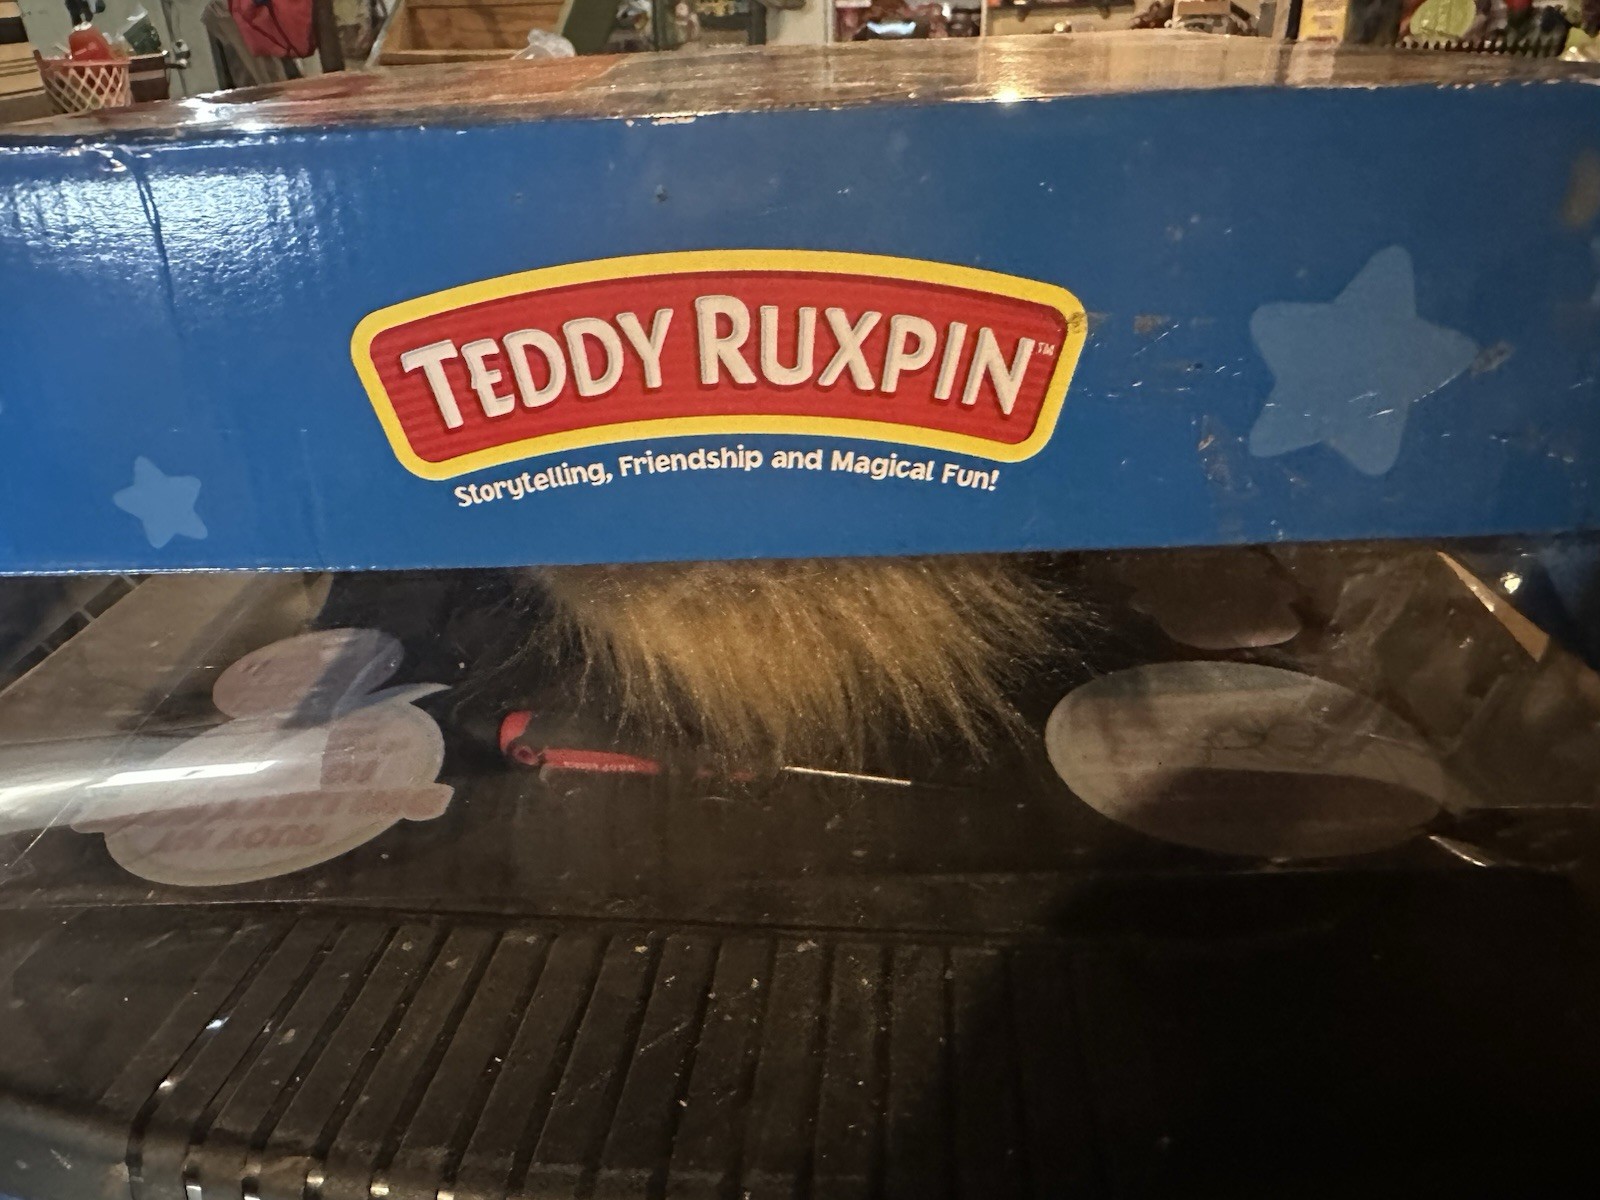 TEDDY RUXPIN™
Storytelling, Friendship and Magical Fun!